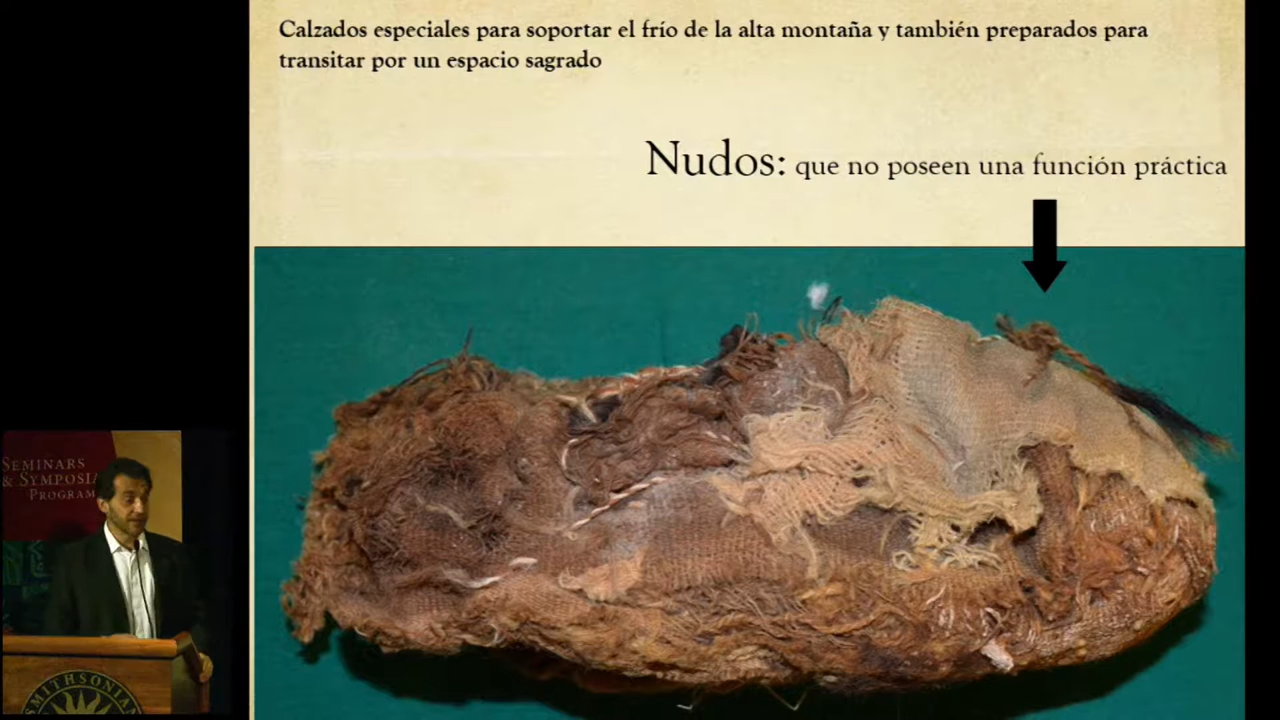 Calzados especiales para soportar el frío de la alta montaña y también preparados para
transitar por un espacio sagrado
Nudos: que no poseen una función práctica
SEMINARS
& SYMPOSIA
PROGRAM
SMITHSONIAN